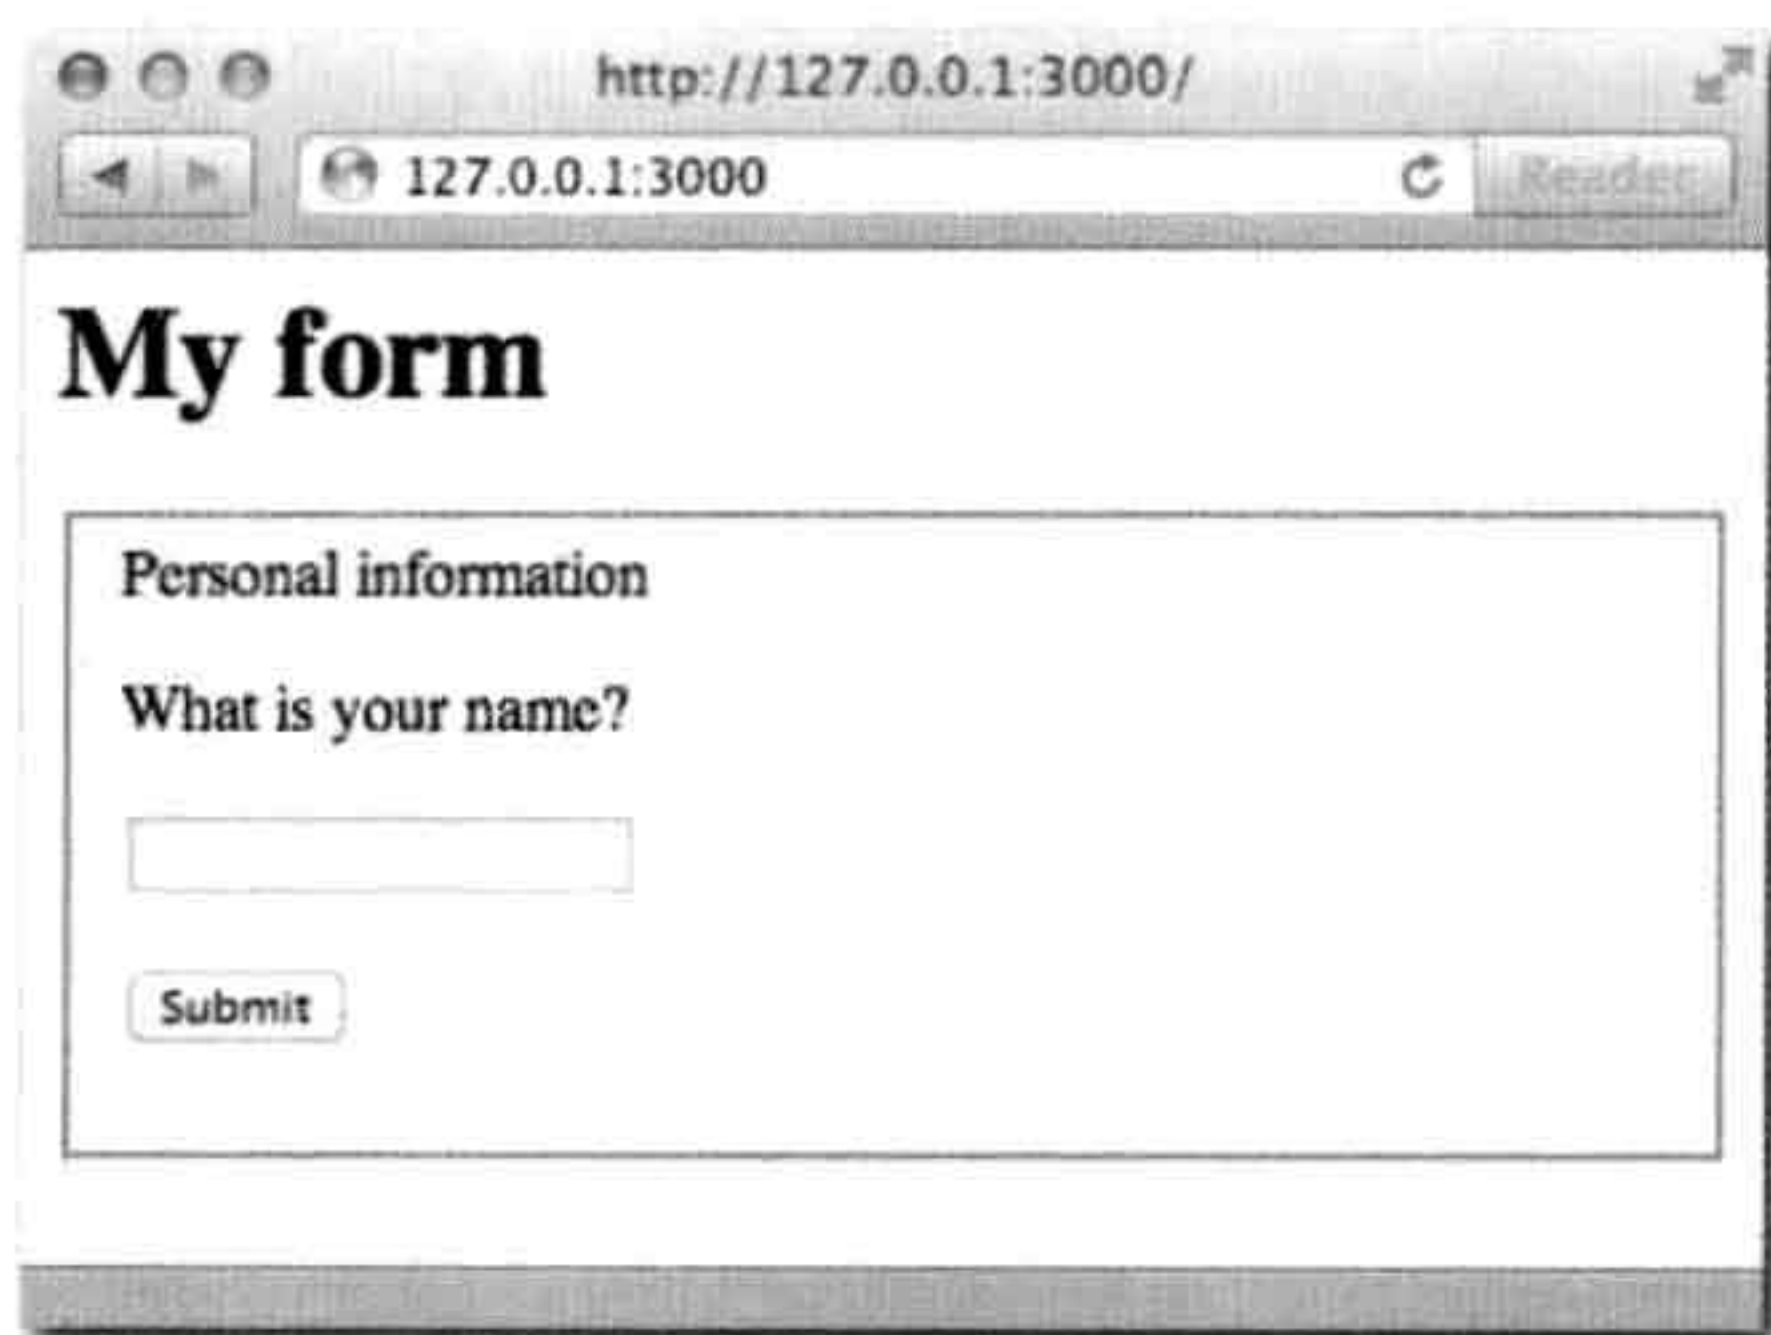 http://127.0.0.1:3000/
127.0.0.1:3000
Reader
My form
Personal information
What is your name?
Submit